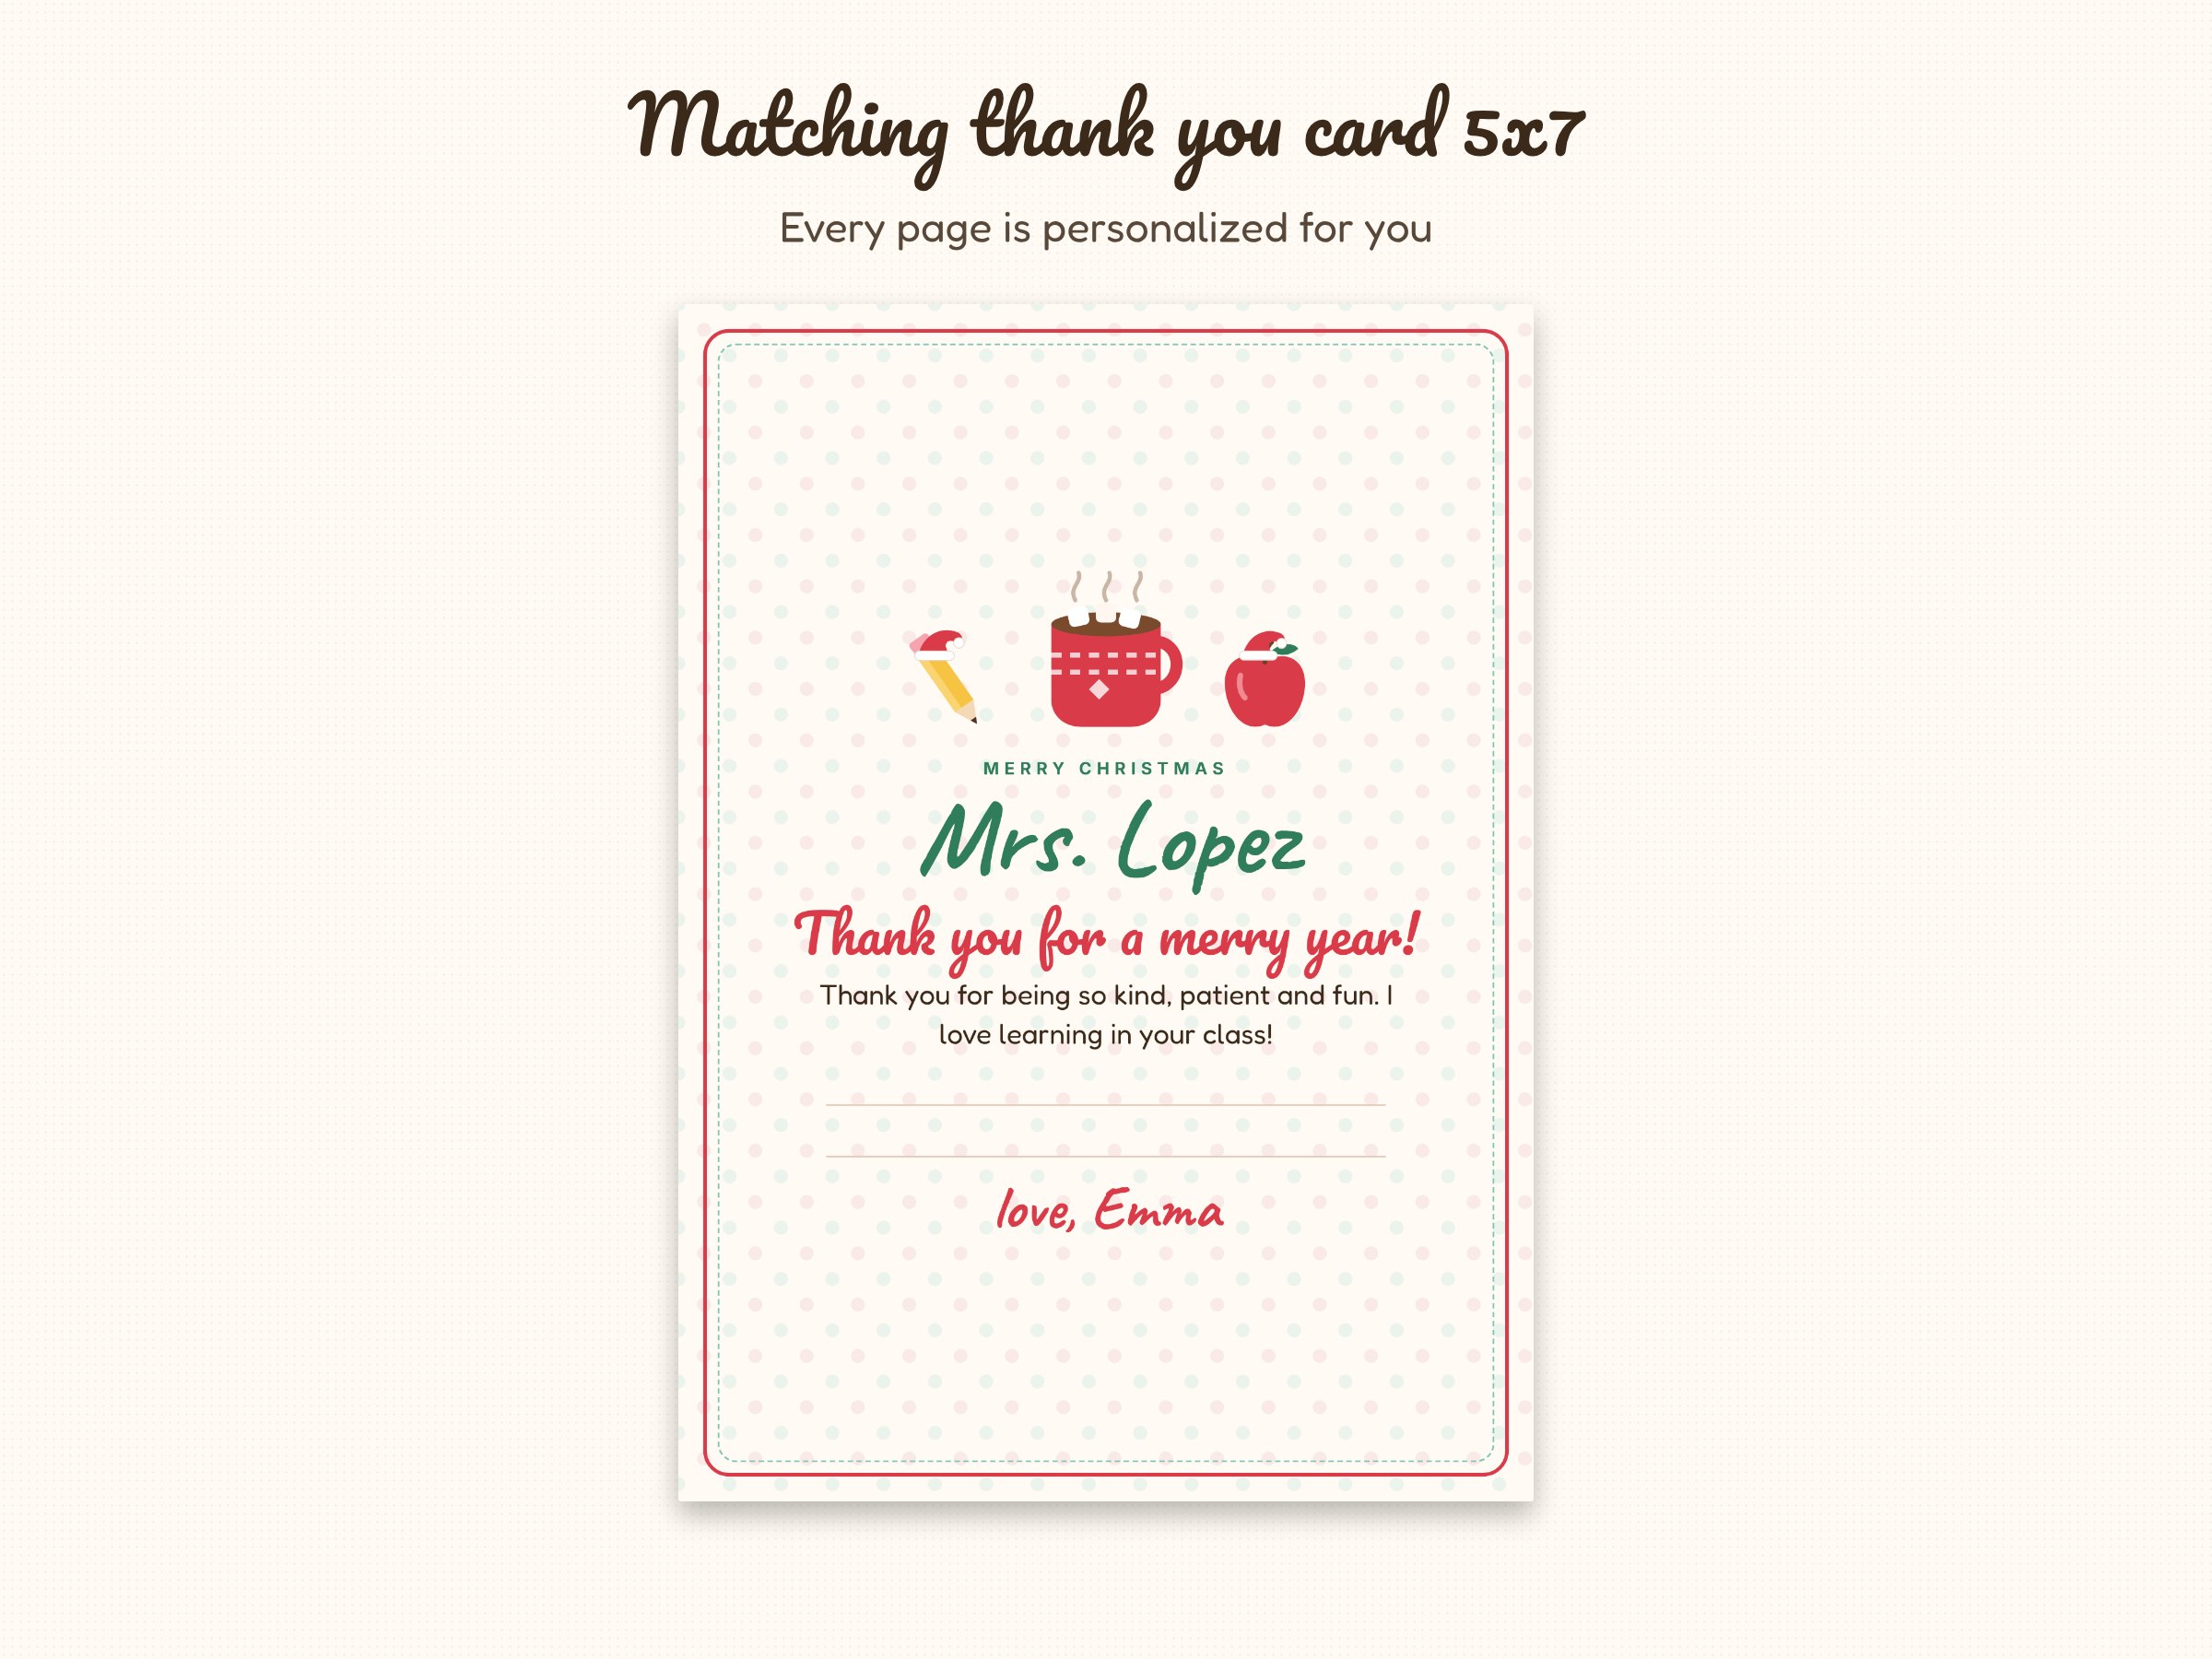 Matching thank you card 5x7
Every page is personalized for you
MERRY CHRISTMAS
Mrs. Lopez
Thank you for a merry year!
Thank you for being so kind, patient and fun. I
love learning in your class!
love, Emma